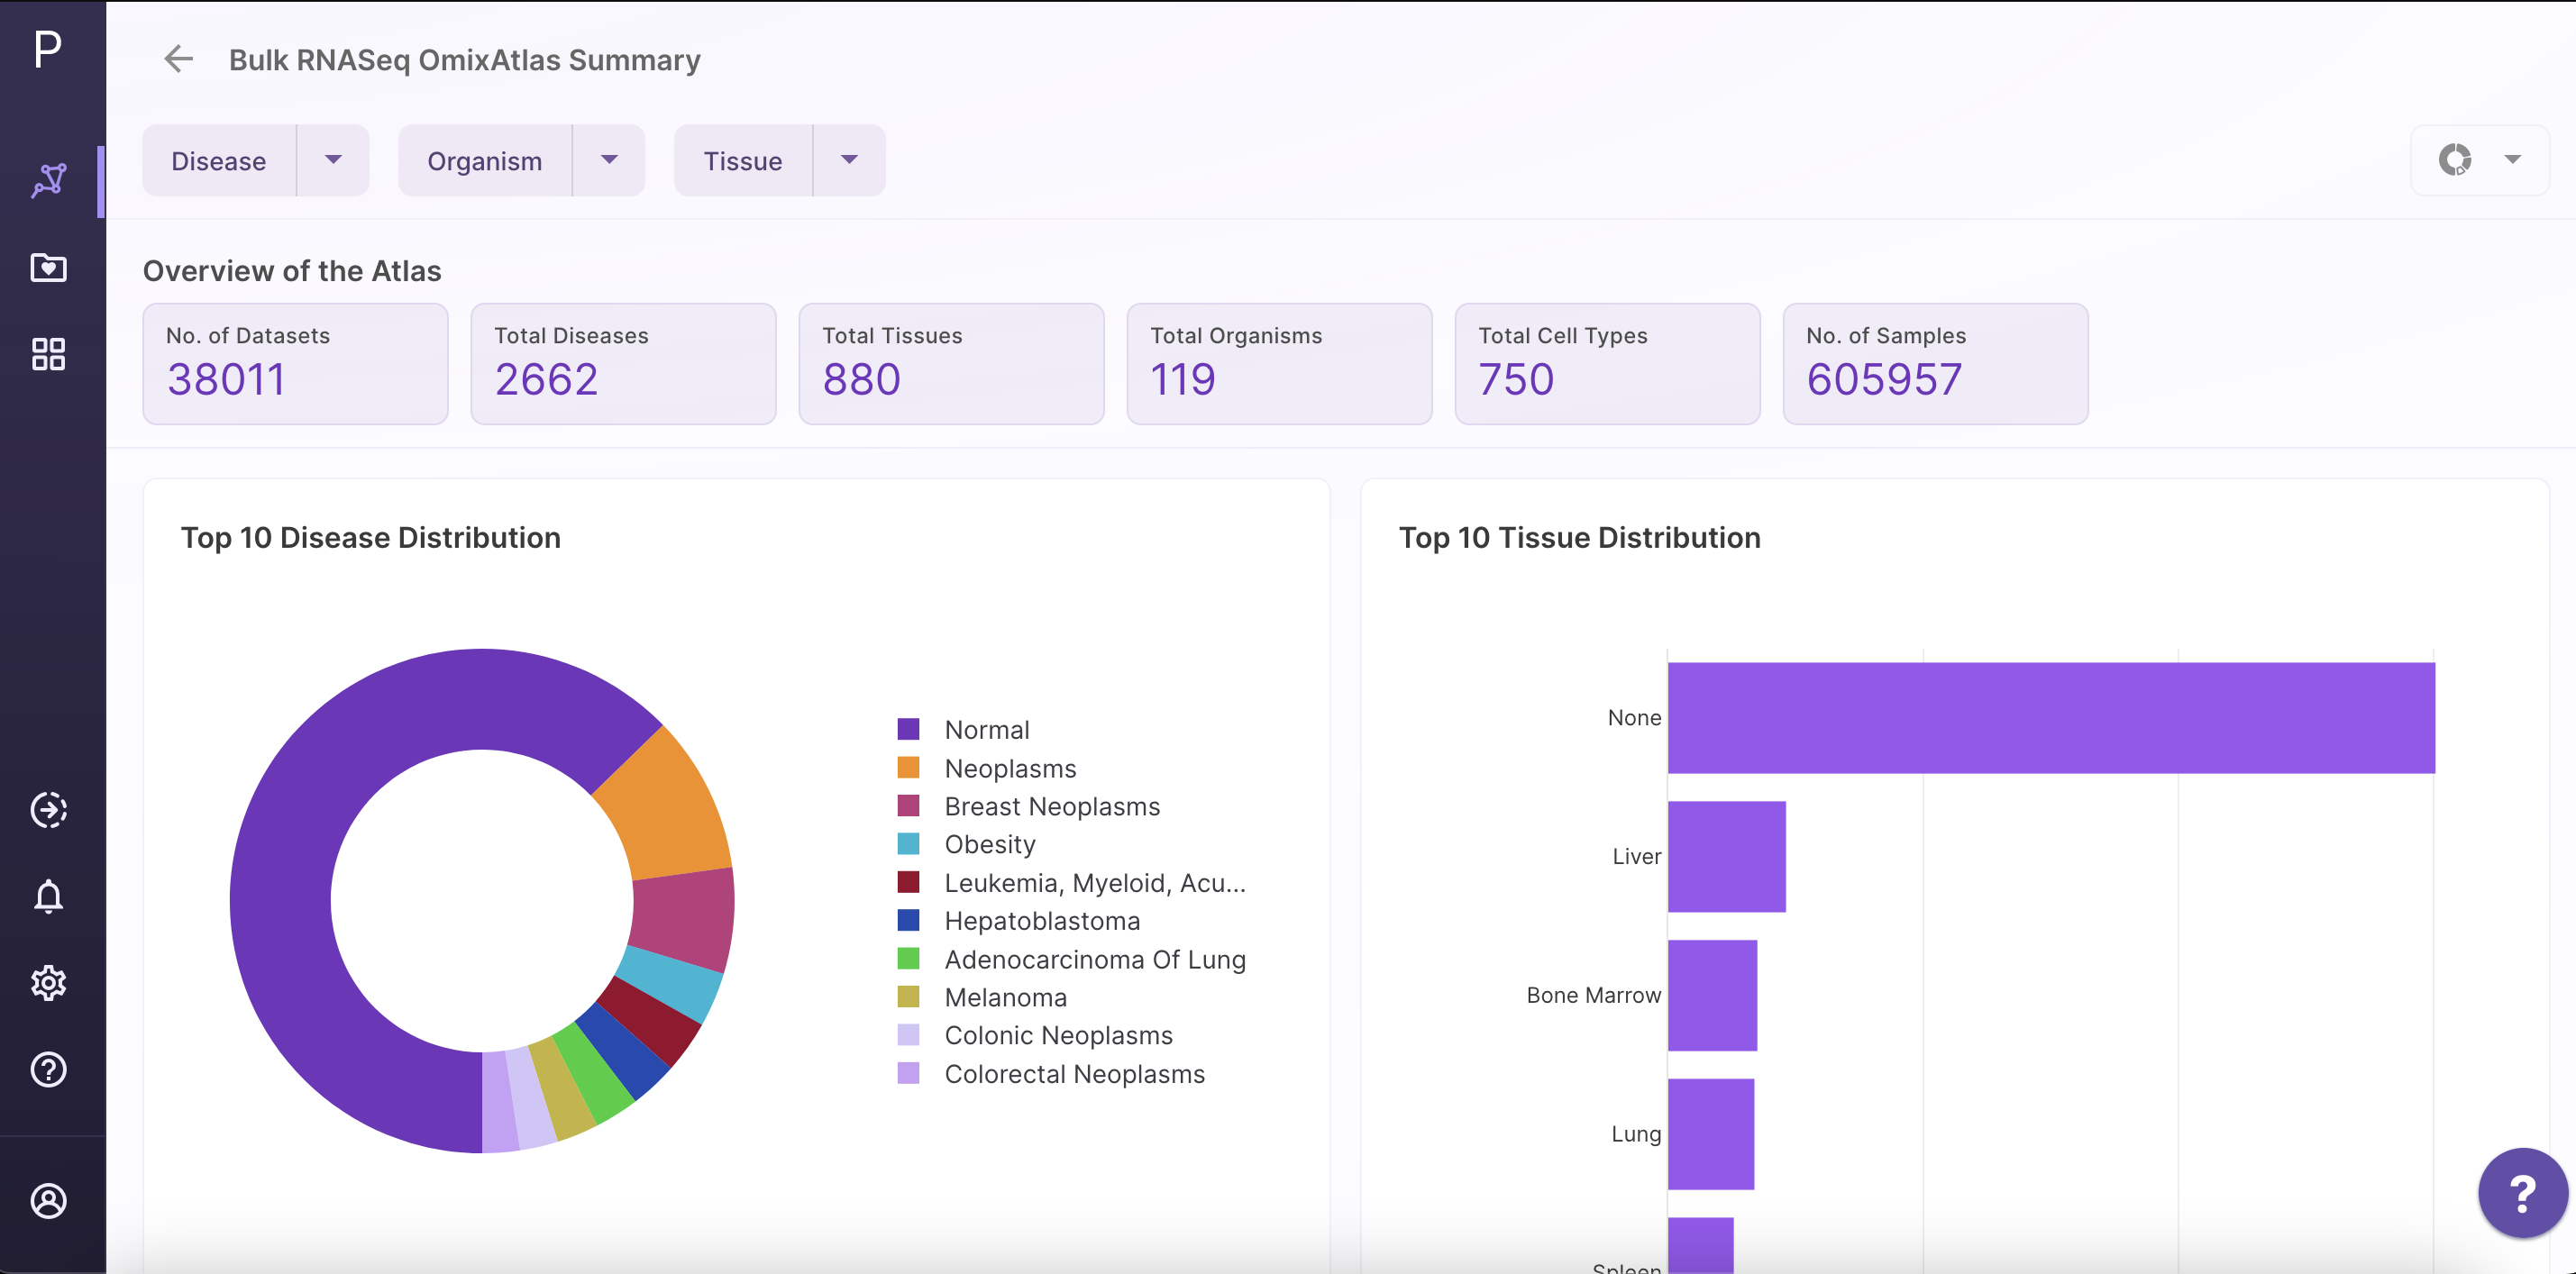 P
Bulk RNASeq OmixAtlas Summary
Disease
Organism
Tissue
Overview of the Atlas
No. of Datasets
38011
Total Diseases
2662
Total Tissues
880
Total Organisms
119
Total Cell Types
750
No. of Samples
605957
Top 10 Disease Distribution
Normal
Neoplasms
Breast Neoplasms
Obesity
Leukemia, Myeloid, Acu...
Hepatoblastoma
Adenocarcinoma Of Lung
Melanoma
Colonic Neoplasms
Colorectal Neoplasms
Top 10 Tissue Distribution
None
Liver
Bone Marrow
Lung
Spleen
?